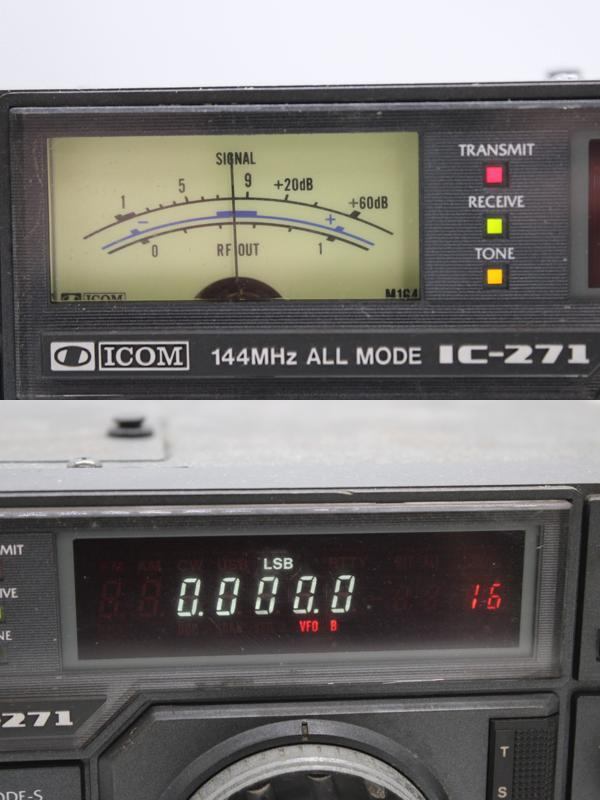 SIGNAL
1 5 9 +20dB +60dB
- +
0 RF OUT 1
ICOM M164
TRANSMIT
RECEIVE
TONE
ICOM 144MHz ALL MODE IC-271
MIT
IVE
NE
LSB
0.000.0 16
VFO B
-271
ODE-S
T
S